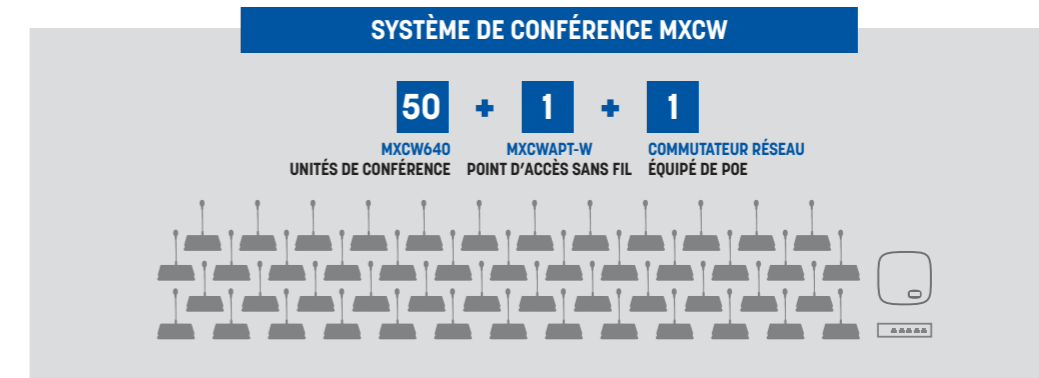 SYSTÈME DE CONFÉRENCE MXCW
50 + 1 + 1
MXCW640 MXCWAPT-W COMMUTATEUR RÉSEAU
UNITÉS DE CONFÉRENCE POINT D'ACCÈS SANS FIL ÉQUIPÉ DE POE